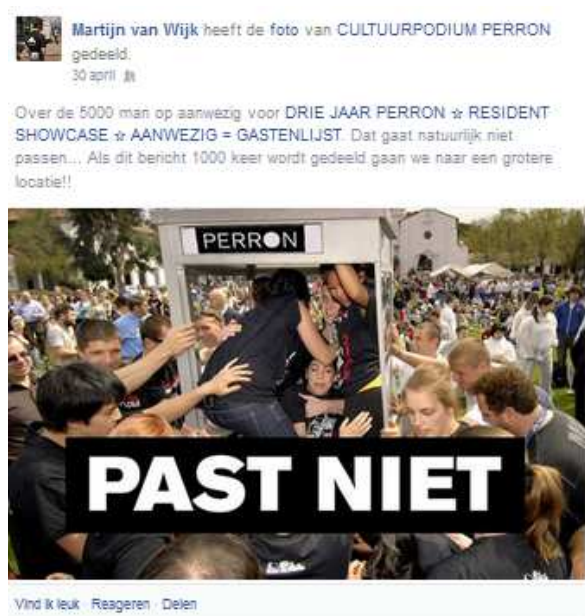 Martijn van Wijk heeft de foto van CULTUURPODIUM PERRON
gedeeld.
30 april
Over de 5000 man op aanwezig voor DRIE JAAR PERRON ☆ RESIDENT
SHOWCASE ☆ AANWEZIG = GASTENLIJST. Dat gaat natuurlijk niet
passen... Als dit bericht 1000 keer wordt gedeeld gaan we naar een grotere
locatie!!
PERRON
PAST NIET
Vind ik leuk · Reageren · Delen